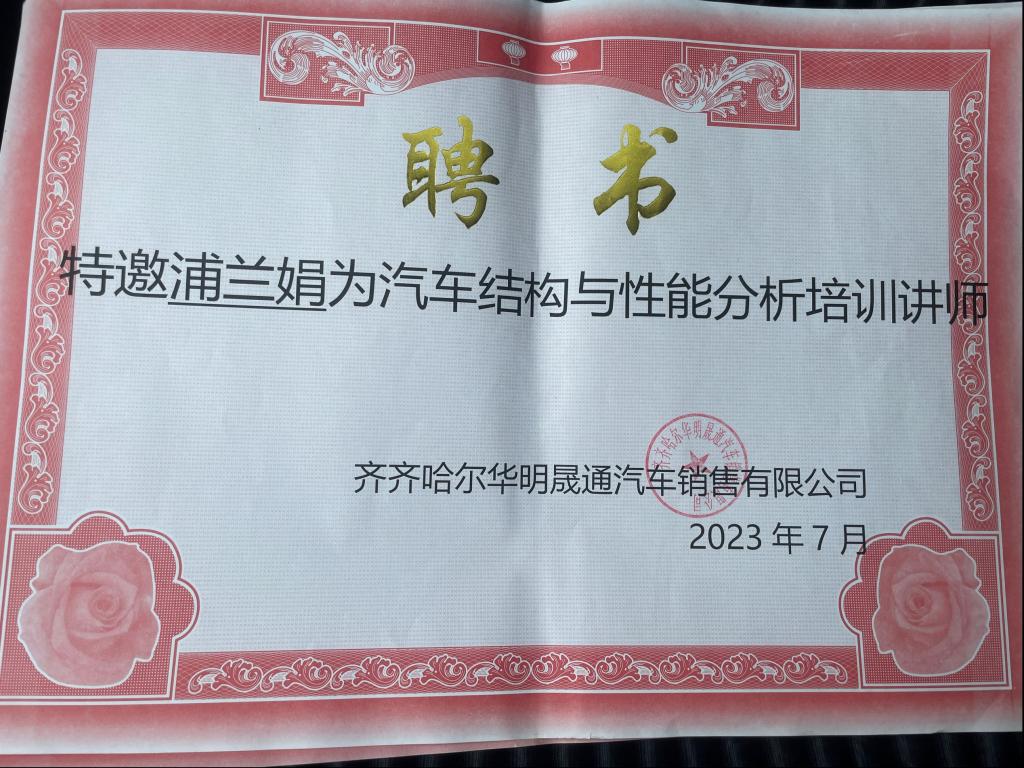 聘书
特邀浦兰娟为汽车结构与性能分析培训讲师
齐齐哈尔华明晟通汽车销售有限公司
2023年7月